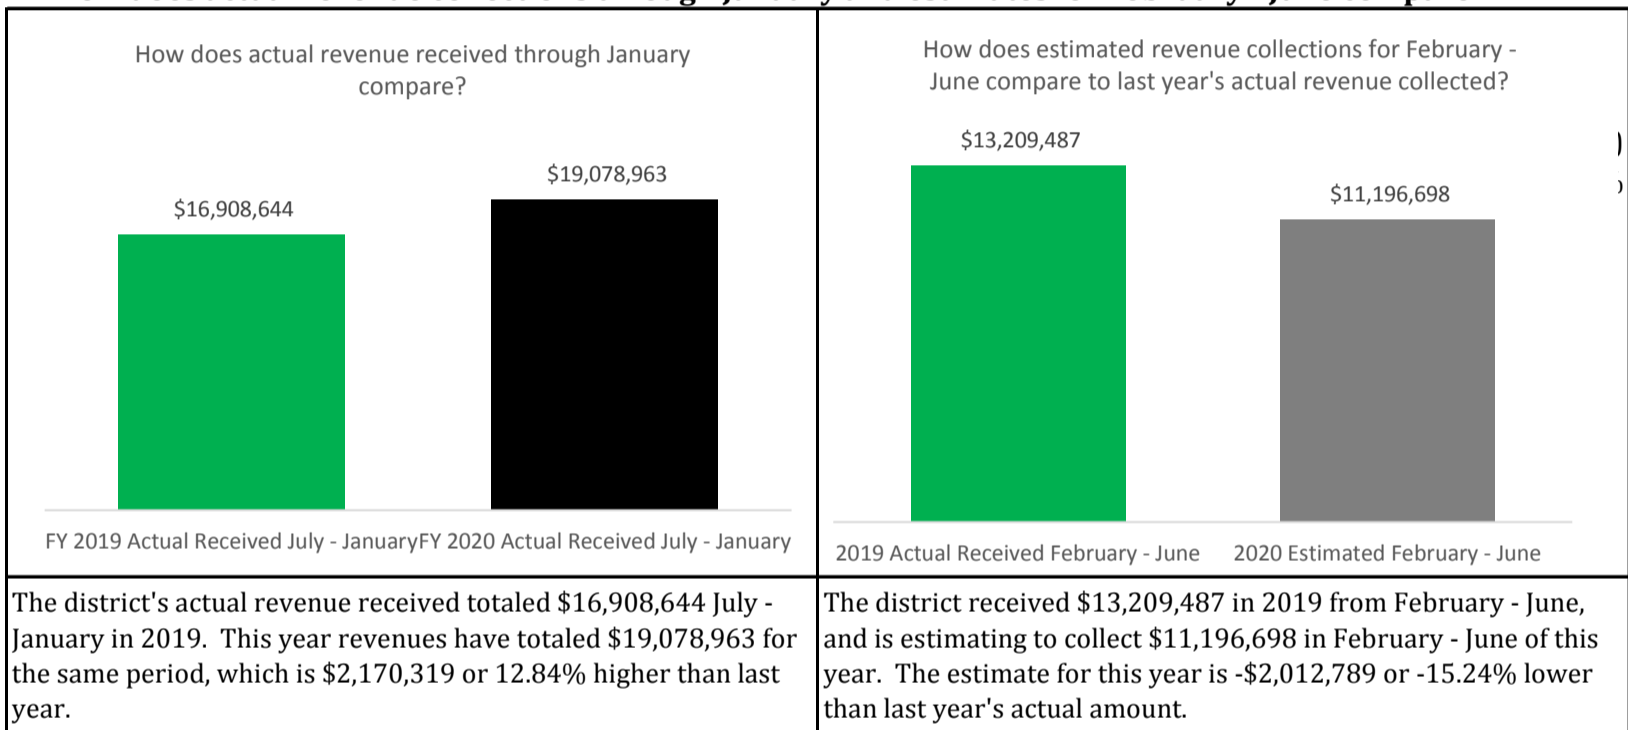 How does actual revenue received through January
compare?
$16,908,644
$19,078,963
FY 2019 Actual Received July - January
FY 2020 Actual Received July - January
The district's actual revenue received totaled $16,908,644 July -
January in 2019.  This year revenues have totaled $19,078,963 for
the same period, which is $2,170,319 or 12.84% higher than last
year.
How does estimated revenue collections for February -
June compare to last year's actual revenue collected?
$13,209,487
$11,196,698
2019 Actual Received February - June
2020 Estimated February - June
The district received $13,209,487 in 2019 from February - June,
and is estimating to collect $11,196,698 in February - June of this
year.  The estimate for this year is -$2,012,789 or -15.24% lower
than last year's actual amount.